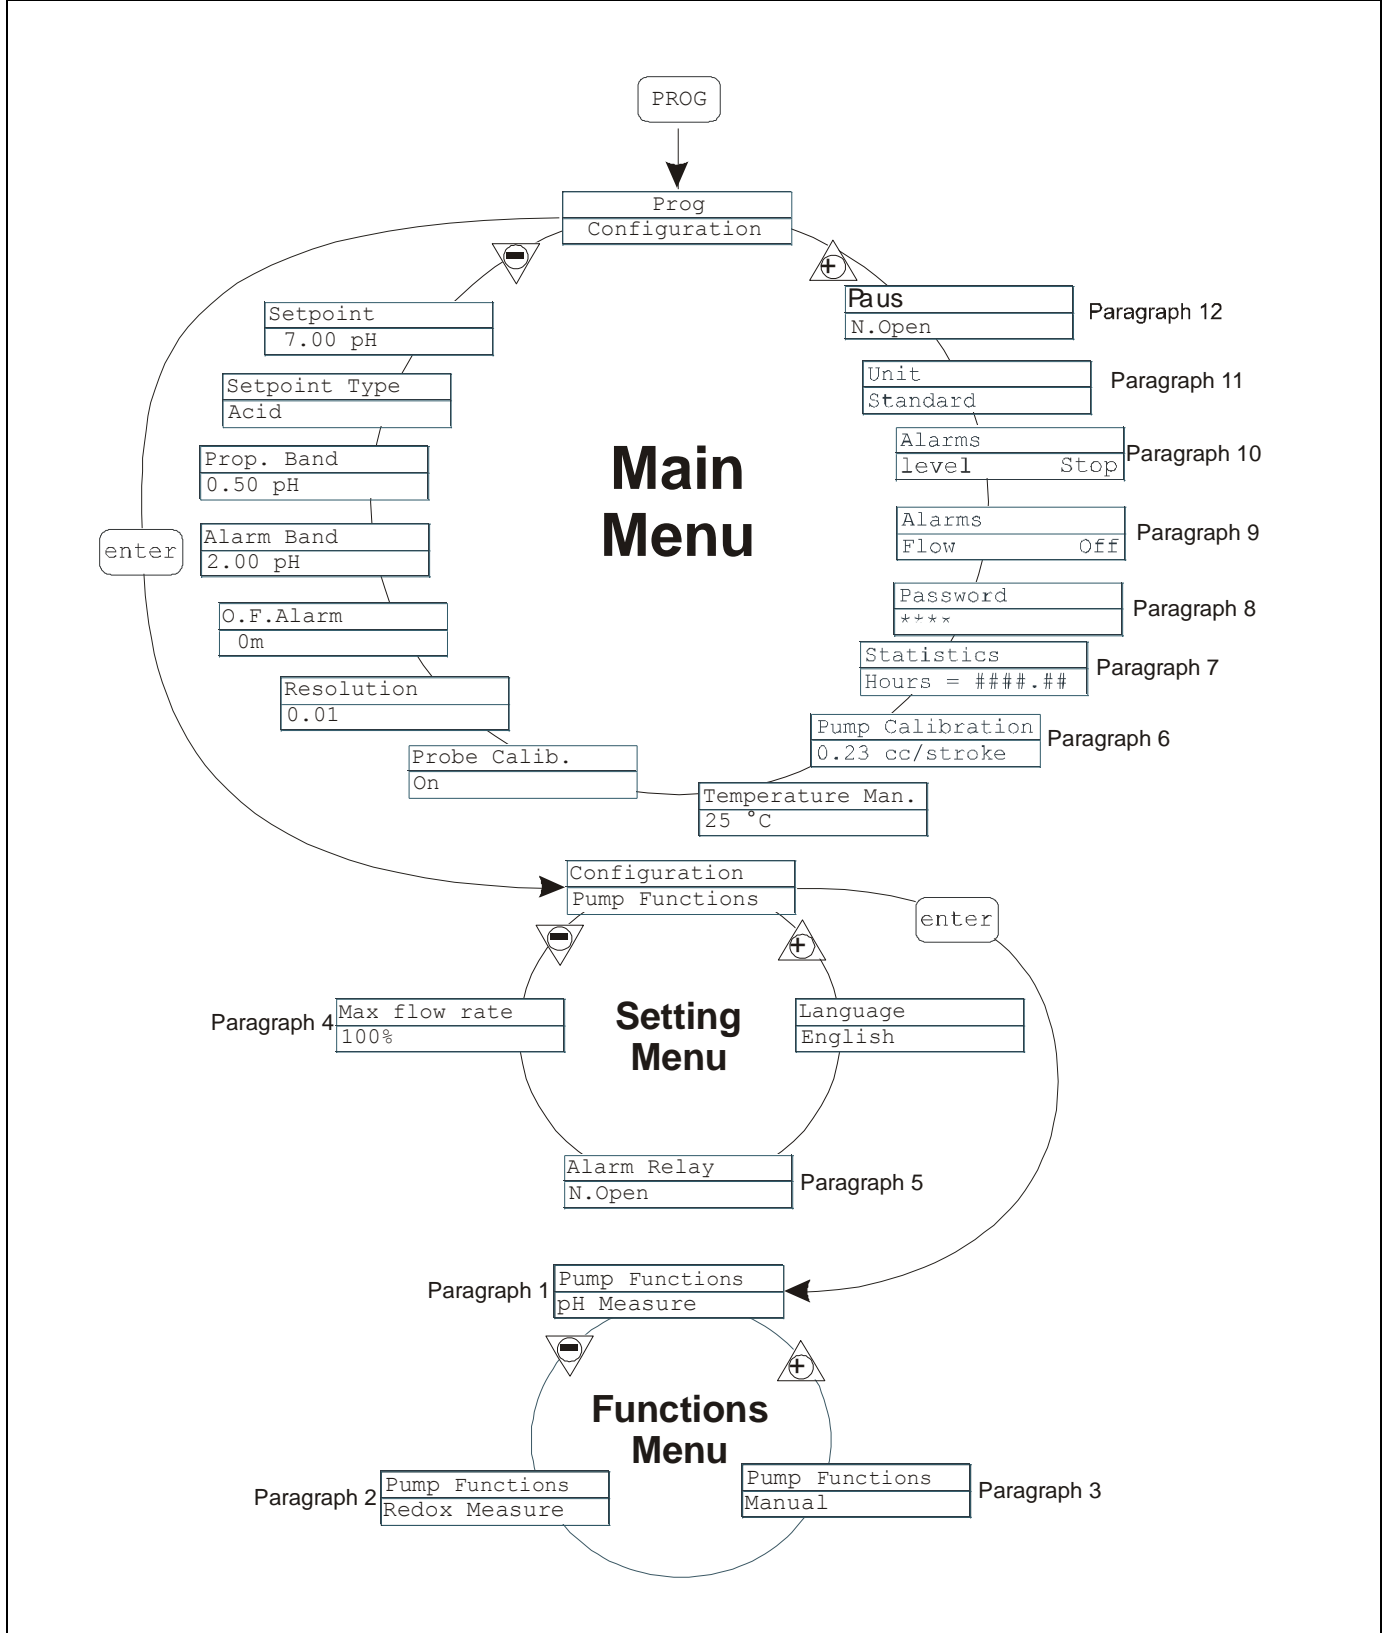 PROG
Prog
Configuration
Setpoint
7.00 pH
Setpoint Type
Acid
Prop. Band
0.50 pH
Alarm Band
2.00 pH
O.F.Alarm
0m
Resolution
0.01
Probe Calib.
On
Temperature Man.
25 °C
Pump Calibration
0.23 cc/stroke
Paragraph 6
Statistics
Hours = ####.##
Paragraph 7
Password
****
Paragraph 8
Alarms
Flow Off
Paragraph 9
Alarms
level Stop
Paragraph 10
Unit
Standard
Paragraph 11
Paus
N.Open
Paragraph 12
+
Main
Menu
enter
Configuration
Pump Functions
enter
+
Paragraph 4
Max flow rate
100%
Setting
Menu
Language
English
Alarm Relay
N.Open
Paragraph 5
Paragraph 1
Pump Functions
pH Measure
+
Functions
Menu
Paragraph 2
Pump Functions
Redox Measure
Pump Functions
Manual
Paragraph 3